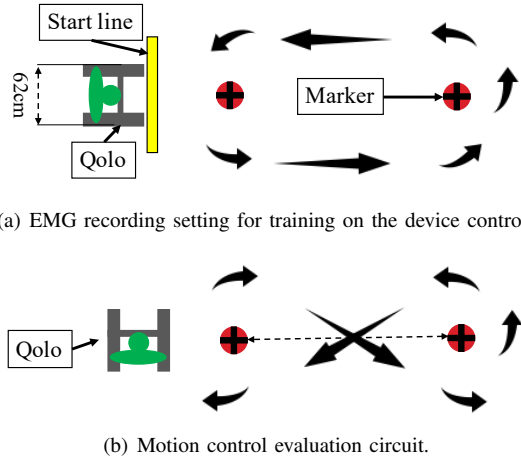 Start line
62cm
Qolo
Marker
(a) EMG recording setting for training on the device contro
Qolo
(b) Motion control evaluation circuit.